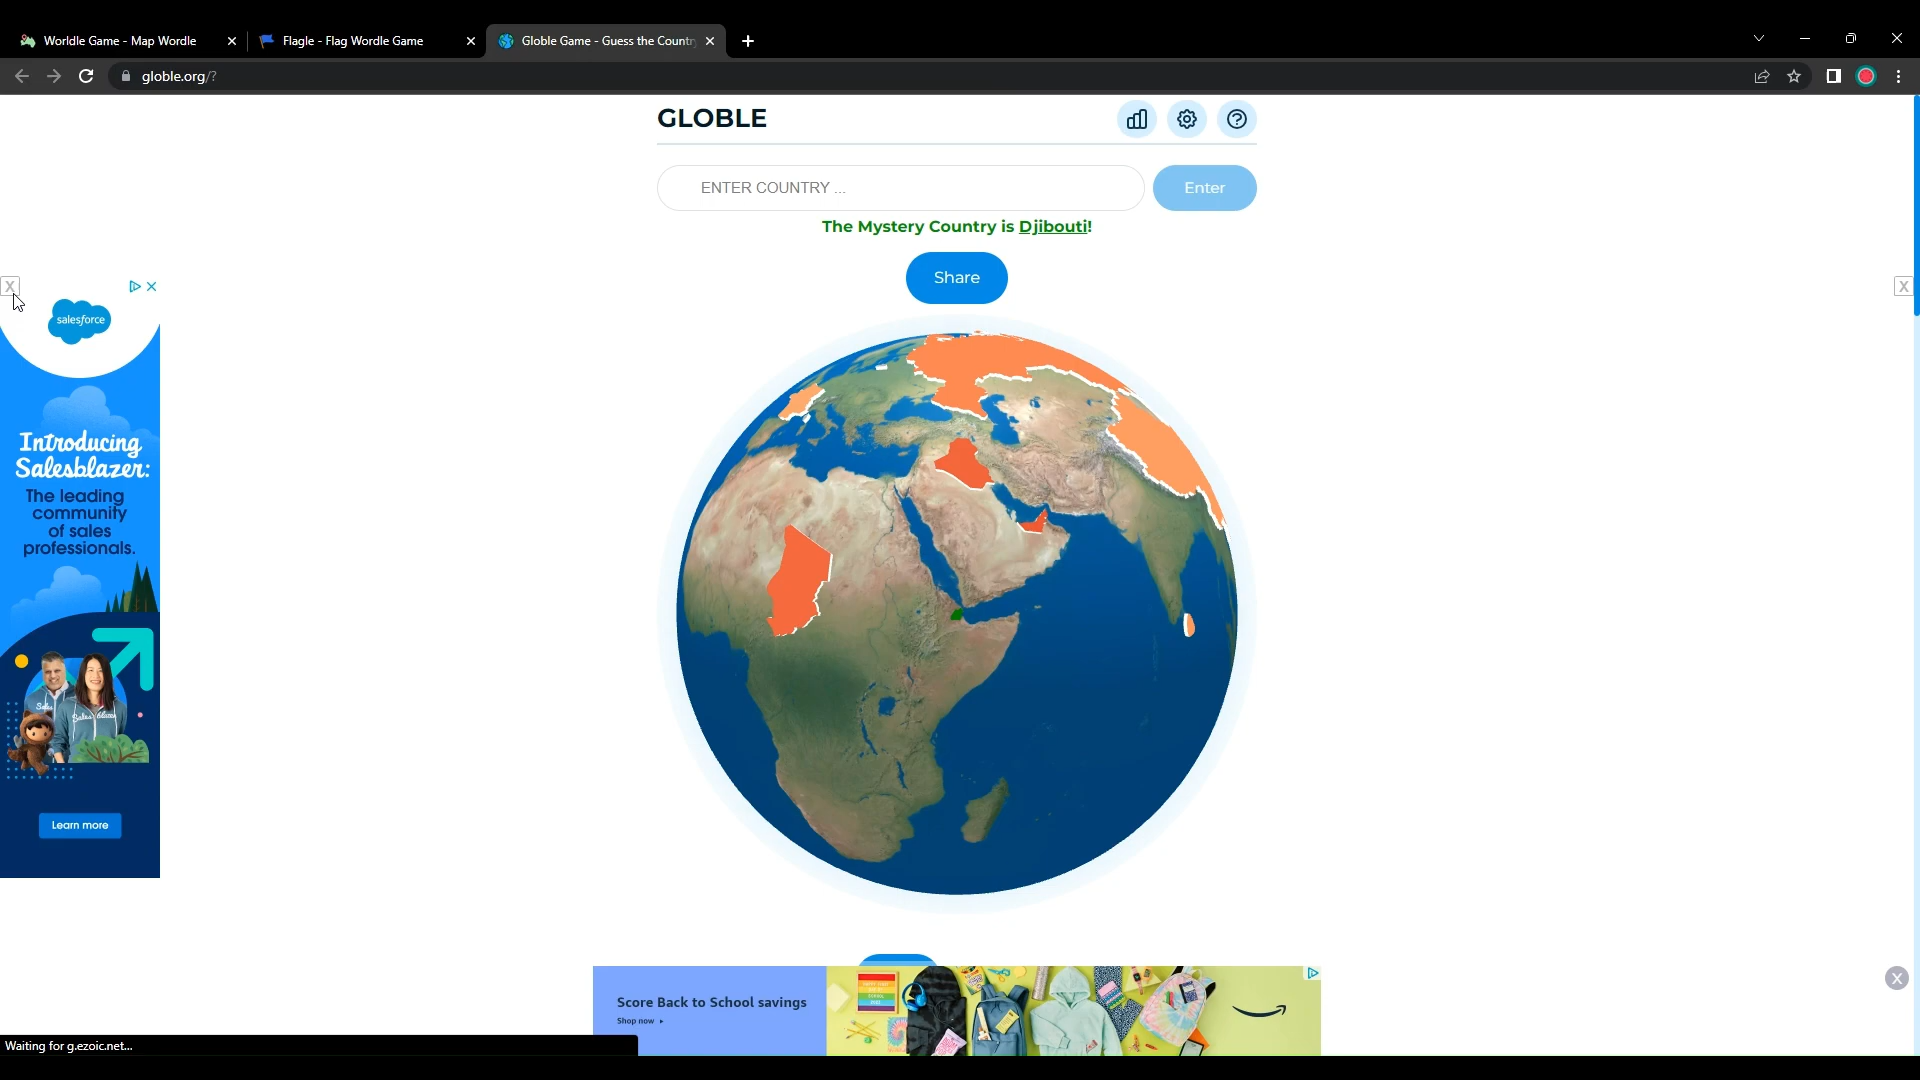 Worldle Game - Map Wordle
Flagle - Flag Wordle Game
Globle Game - Guess the Countr
globle.org/?
GLOBLE
ENTER COUNTRY ...
Enter
The Mystery Country is Djibouti!
Share
X
X
salesforce
Introducing
Salesblazer:
The leading
community
of sales
professionals.
Learn more
Score Back to School savings
Shop now
X
Waiting for g.ezoic.net...